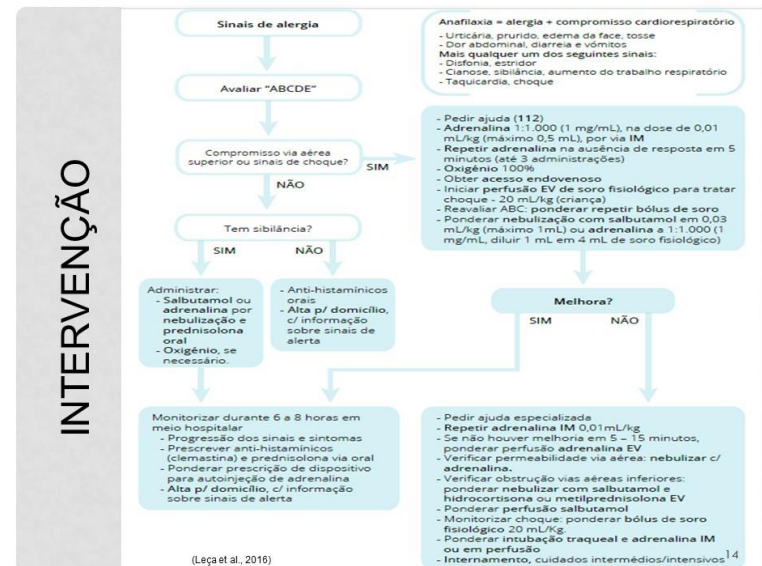 INTERVENÇÃO
Sinais de alergia
Anafilaxia = alergia + compromisso cardiorespiratório
- Urticária, prurido, edema da face, tosse
- Dor abdominal, diarreia e vómitos
Mais qualquer um dos seguintes sinais:
- Disfonia, estridor
- Cianose, sibilância, aumento do trabalho respiratório
- Taquicardia, choque
Avaliar "ABCDE"
Compromisso via aérea
superior ou sinais de choque?
SIM
NÃO
- Pedir ajuda (112)
- Adrenalina 1:1.000 (1 mg/mL), na dose de 0,01
mL/kg (máximo 0,5 mL), por via IM
- Repetir adrenalina na ausência de resposta em 5
minutos (até 3 administrações)
- Oxigénio 100%
- Obter acesso endovenoso
- Iniciar perfusão EV de soro fisiológico para tratar
choque - 20 mL/kg (criança)
- Reavaliar ABC: ponderar repetir bólus de soro
- Ponderar nebulização com salbutamol em 0,03
mL/kg (máximo 1mL) ou adrenalina a 1:1.000 (1
mg/mL, diluir 1 mL em 4 mL de soro fisiológico)
Tem sibilância?
SIM
NÃO
Administrar:
- Salbutamol ou
adrenalina por
nebulização e
prednisolona
oral
- Oxigénio, se
necessário.
- Anti-histamínicos
orais
- Alta p/ domicílio,
c/ informação
sobre sinais de
alerta
Melhora?
SIM
NÃO
Monitorizar durante 6 a 8 horas em
meio hospitalar
- Progressão dos sinais e sintomas
- Prescrever anti-histamínicos
(clemastina) e prednisolona via oral
- Ponderar prescrição de dispositivo
para autoinjeção de adrenalina
- Alta p/ domicílio, c/ informação
sobre sinais de alerta
- Pedir ajuda especializada
- Repetir adrenalina IM 0,01mL/kg
- Se não houver melhoria em 5 – 15 minutos,
ponderar perfusão adrenalina EV
- Verificar permeabilidade via aérea: nebulizar c/
adrenalina.
- Verificar obstrução vias aéreas inferiores:
ponderar nebulizar com salbutamol e
hidrocortisona ou metilprednisolona EV
- Ponderar perfusão salbutamol
- Monitorizar choque: ponderar bólus de soro
fisiológico 20 mL/Kg.
- Ponderar intubação traqueal e adrenalina IM
ou em perfusão
- Internamento, cuidados intermédios/intensivos
14
(Leça et al., 2016)